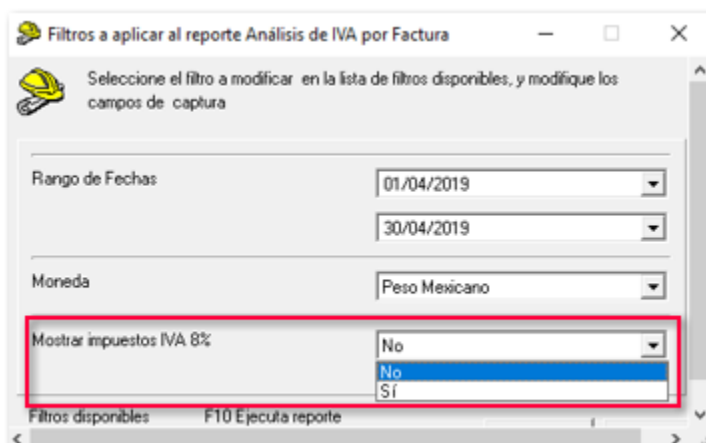 Filtros a aplicar al reporte Análisis de IVA por Factura
Seleccione el filtro a modificar en la lista de filtros disponibles, y modifique los
campos de captura
Rango de Fechas 01/04/2019
30/04/2019
Moneda Peso Mexicano
Mostrar impuestos IVA 8% No
No
Sí
Filtros disponibles F10 Ejecuta reporte